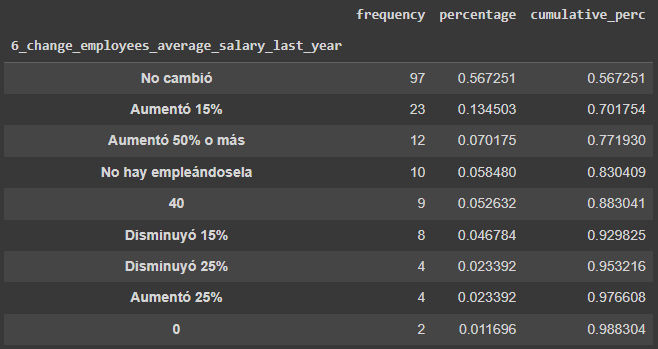 frequency percentage cumulative_perc
6_change_employees_average_salary_last_year
No cambió 97 0.567251 0.567251
Aumentó 15% 23 0.134503 0.701754
Aumentó 50% o más 12 0.070175 0.771930
No hay empleándosela 10 0.058480 0.830409
40 9 0.052632 0.883041
Disminuyó 15% 8 0.046784 0.929825
Disminuyó 25% 4 0.023392 0.953216
Aumentó 25% 4 0.023392 0.976608
0 2 0.011696 0.988304